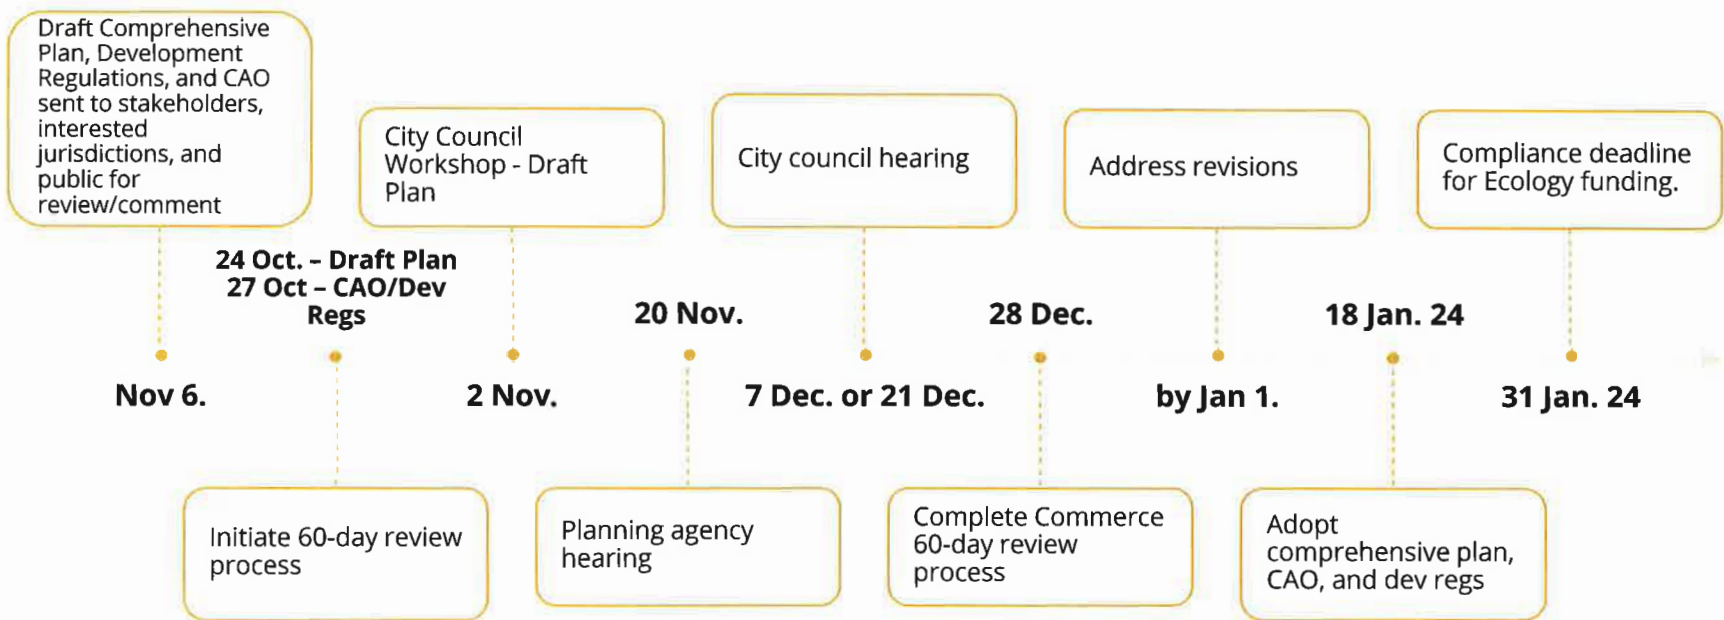 Draft Comprehensive
Plan, Development
Regulations, and CAO
sent to stakeholders,
interested
jurisdictions, and
public for
review/comment
Nov 6.
24 Oct. – Draft Plan
27 Oct – CAO/Dev
Regs
Initiate 60-day review
process
City Council
Workshop - Draft
Plan
2 Nov.
20 Nov.
Planning agency
hearing
City council hearing
7 Dec. or 21 Dec.
28 Dec.
Complete Commerce
60-day review
process
Address revisions
by Jan 1.
18 Jan. 24
Adopt
comprehensive plan,
CAO, and dev regs
Compliance deadline
for Ecology funding.
31 Jan. 24